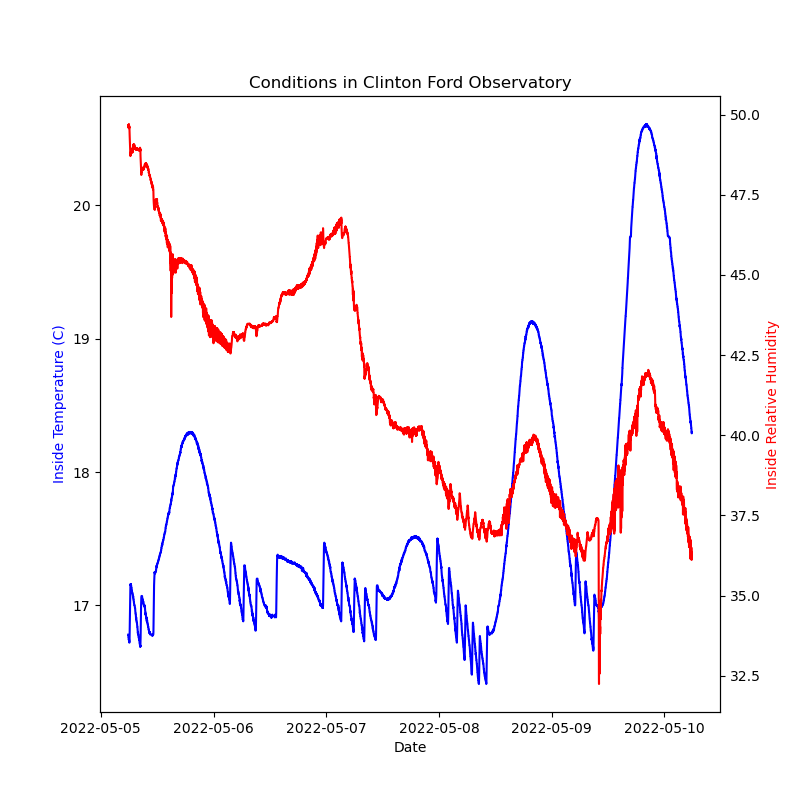 Conditions in Clinton Ford Observatory
20
19
18
17
Inside Temperature (C)
50.0
47.5
45.0
42.5
40.0
37.5
35.0
32.5
Inside Relative Humidity
2022-05-05 2022-05-06 2022-05-07 2022-05-08 2022-05-09 2022-05-10
Date